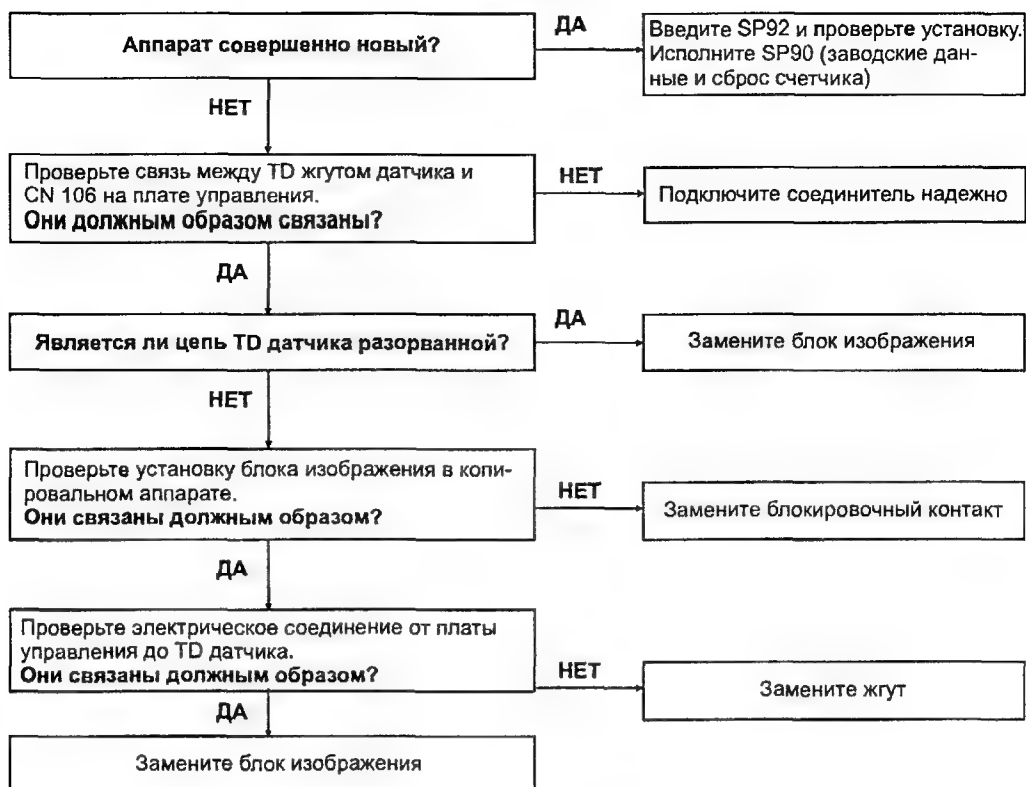 Аппарат совершенно новый?
ДА
Введите SP92 и проверьте установку.
Исполните SP90 (заводские дан-
ные и сброс счетчика)
НЕТ
Проверьте связь между TD жгутом датчика и
CN 106 на плате управления.
Они должным образом связаны?
НЕТ
Подключите соединитель надежно
ДА
Является ли цепь TD датчика разорванной?
ДА
Замените блок изображения
НЕТ
Проверьте установку блока изображения в копи-
ровальном аппарате.
Они связаны должным образом?
НЕТ
Замените блокировочный контакт
ДА
Проверьте электрическое соединение от платы
управления до TD датчика.
Они связаны должным образом?
НЕТ
Замените жгут
ДА
Замените блок изображения